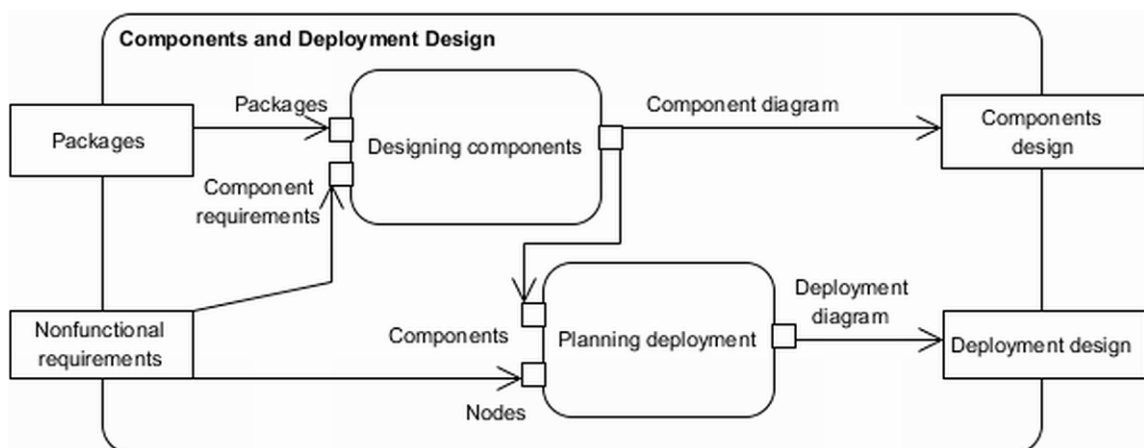 Components and Deployment Design
Packages
Packages
Component
requirements
Designing components
Component diagram
Components
design
Nonfunctional
requirements
Components
Nodes
Planning deployment
Deployment
diagram
Deployment design